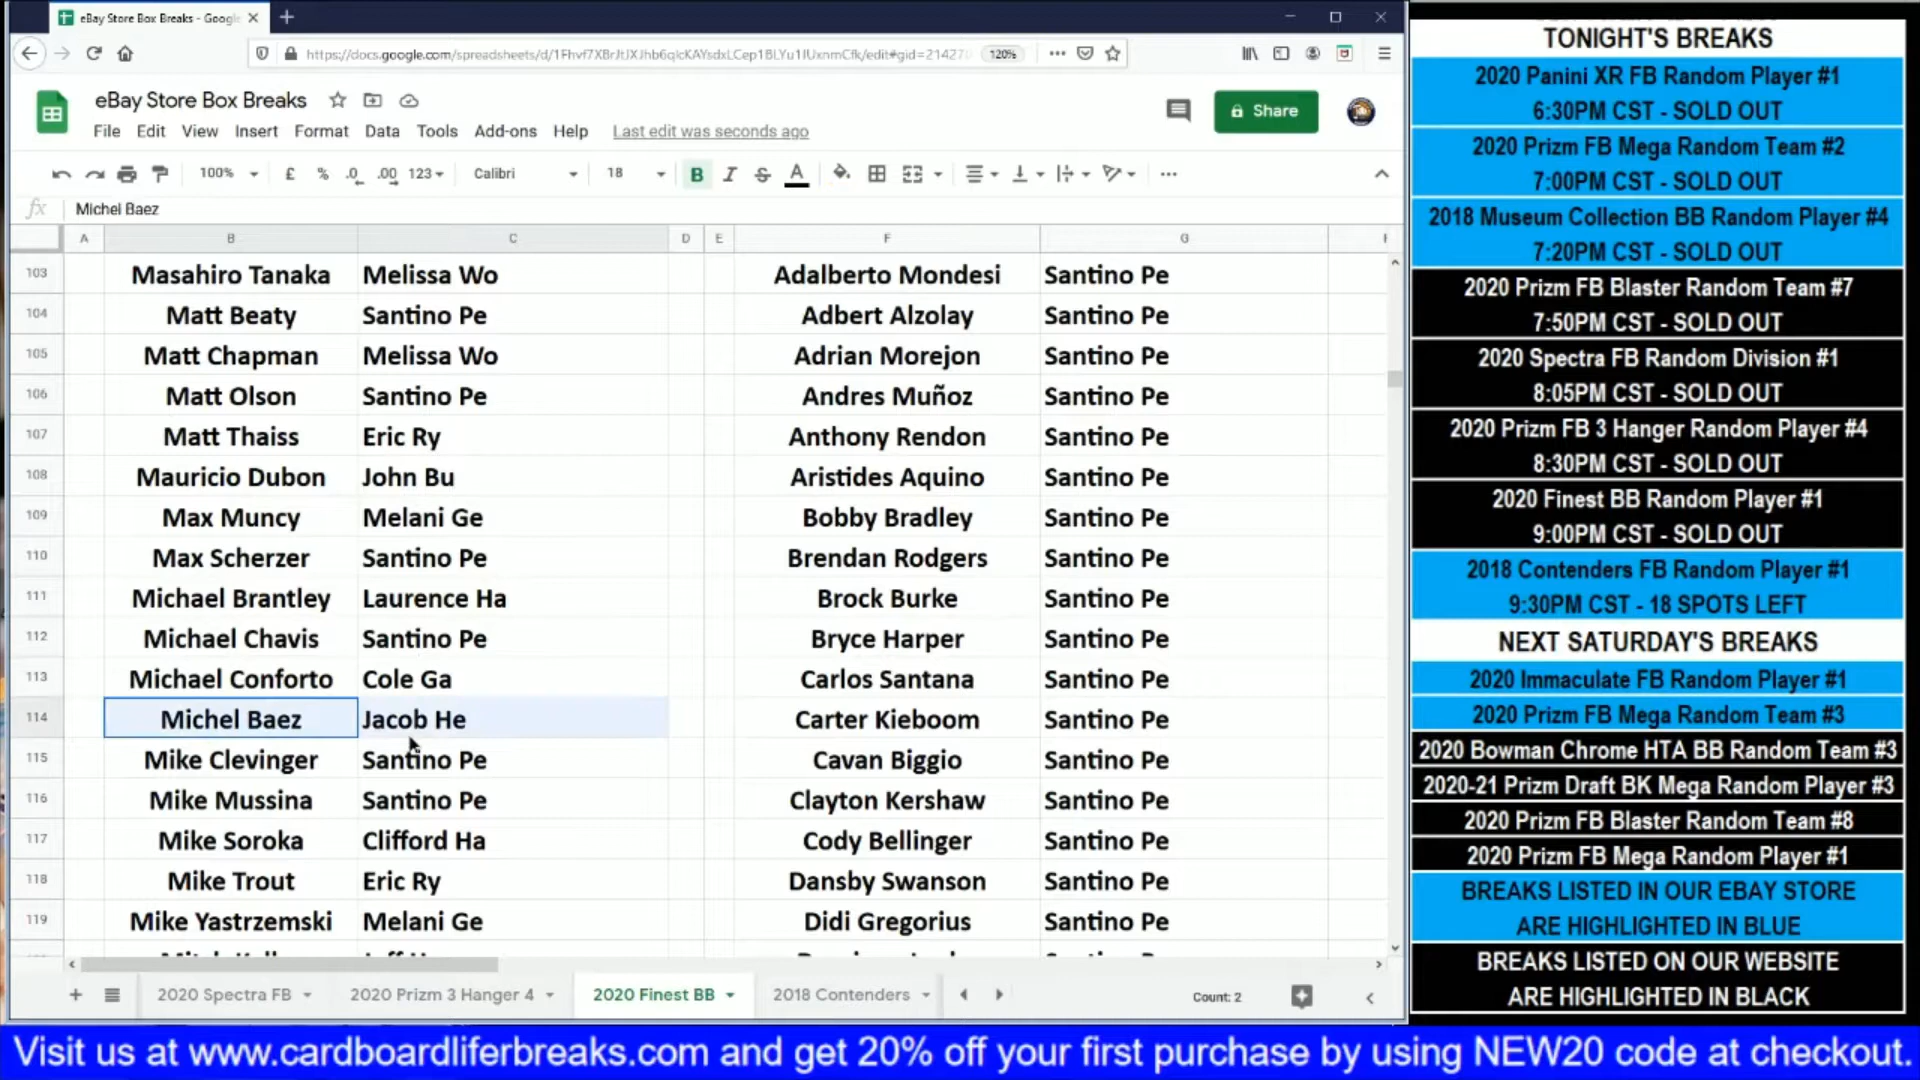 eBay Store Box Breaks - Googl
120%
eBay Store Box Breaks
Share
File Edit View Insert Format Data Tools Add-ons Help Last edit was seconds ago
100% £ % .0 .00 123 Calibri 18 B I S A
fx Michel Baez
A B C D E F G
103 Masahiro Tanaka Melissa Wo Adalberto Mondesi Santino Pe
104 Matt Beaty Santino Pe Adbert Alzolay Santino Pe
105 Matt Chapman Melissa Wo Adrian Morejon Santino Pe
106 Matt Olson Santino Pe Andres Muñoz Santino Pe
107 Matt Thaiss Eric Ry Anthony Rendon Santino Pe
108 Mauricio Dubon John Bu Aristides Aquino Santino Pe
109 Max Muncy Melani Ge Bobby Bradley Santino Pe
110 Max Scherzer Santino Pe Brendan Rodgers Santino Pe
111 Michael Brantley Laurence Ha Brock Burke Santino Pe
112 Michael Chavis Santino Pe Bryce Harper Santino Pe
113 Michael Conforto Cole Ga Carlos Santana Santino Pe
114 Michel Baez Jacob He Carter Kieboom Santino Pe
115 Mike Clevinger Santino Pe Cavan Biggio Santino Pe
116 Mike Mussina Santino Pe Clayton Kershaw Santino Pe
117 Mike Soroka Clifford Ha Cody Bellinger Santino Pe
118 Mike Trout Eric Ry Dansby Swanson Santino Pe
119 Mike Yastrzemski Melani Ge Didi Gregorius Santino Pe
2020 Spectra FB 2020 Prizm 3 Hanger 4 2020 Finest BB 2018 Contenders Count: 2
TONIGHT'S BREAKS
2020 Panini XR FB Random Player #1
6:30PM CST - SOLD OUT
2020 Prizm FB Mega Random Team #2
7:00PM CST - SOLD OUT
2018 Museum Collection BB Random Player #4
7:20PM CST - SOLD OUT
2020 Prizm FB Blaster Random Team #7
7:50PM CST - SOLD OUT
2020 Spectra FB Random Division #1
8:05PM CST - SOLD OUT
2020 Prizm FB 3 Hanger Random Player #4
8:30PM CST - SOLD OUT
2020 Finest BB Random Player #1
9:00PM CST - SOLD OUT
2018 Contenders FB Random Player #1
9:30PM CST - 18 SPOTS LEFT
NEXT SATURDAY'S BREAKS
2020 Immaculate FB Random Player #1
2020 Prizm FB Mega Random Team #3
2020 Bowman Chrome HTA BB Random Team #3
2020-21 Prizm Draft BK Mega Random Player #3
2020 Prizm FB Blaster Random Team #8
2020 Prizm FB Mega Random Player #1
BREAKS LISTED IN OUR EBAY STORE
ARE HIGHLIGHTED IN BLUE
BREAKS LISTED ON OUR WEBSITE
ARE HIGHLIGHTED IN BLACK
Visit us at www.cardboardliferbreaks.com and get 20% off your first purchase by using NEW20 code at checkout.